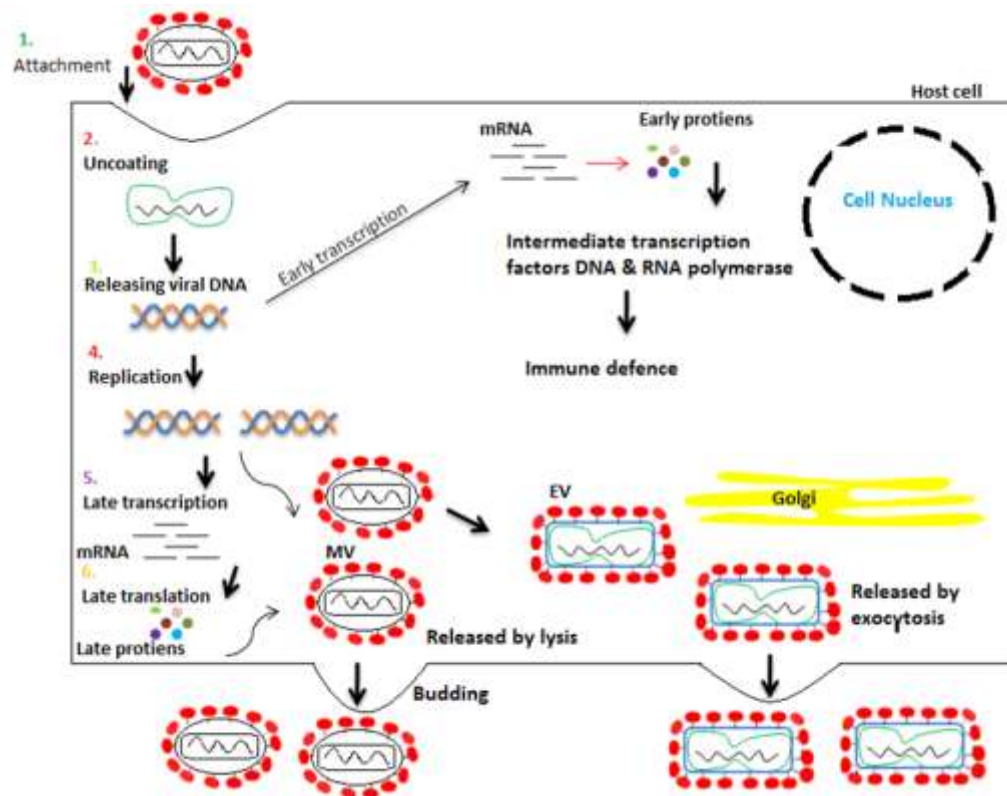 1.
Attachment
Host cell
2.
Uncoating
mRNA
Early protiens
Cell Nucleus
Early transcription
Intermediate transcription
factors DNA & RNA polymerase
3.
Releasing viral DNA
Immune defence
4.
Replication
5.
Late transcription
mRNA
6.
Late translation
Late protiens
MV
EV
Golgi
Released by lysis
Released by
exocytosis
Budding